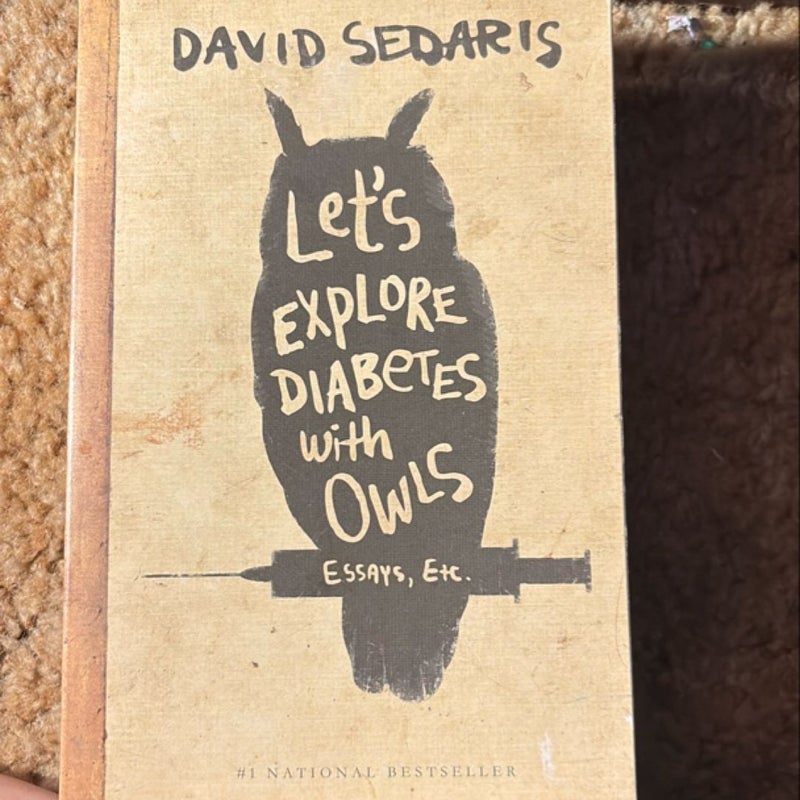 DAVID SEDARIS
Let's
EXPLORE
DIABeTES
with
OWLS
ESSAYS, Etc.
#1 NATIONAL BESTSELLER